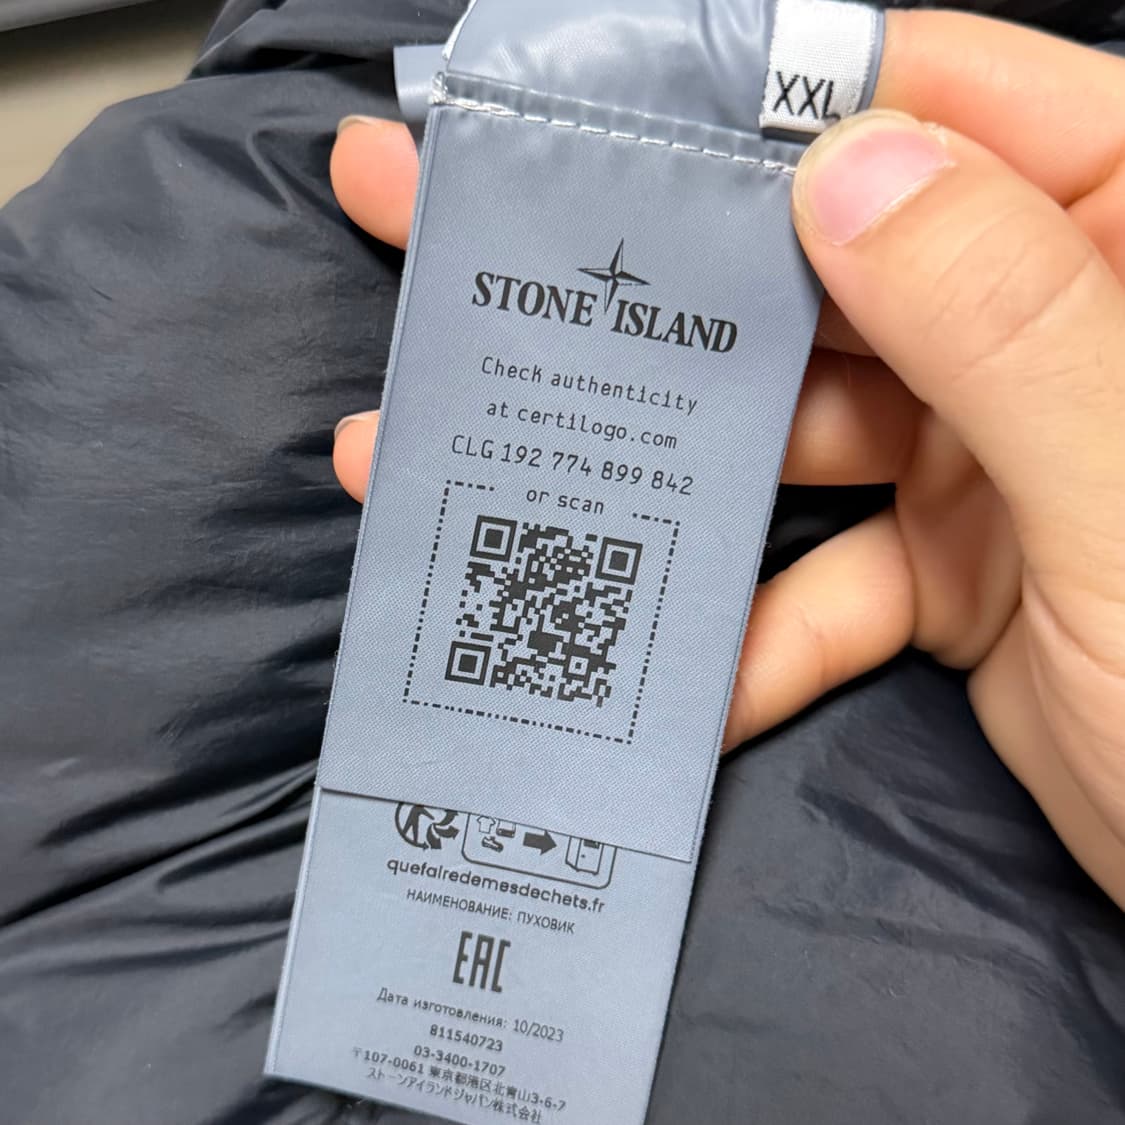 XXL
STONE ISLAND
Check authenticity
at certilogo.com
CLG 192 774 899 842
or scan
quefairedemesdechets.fr
НАИМЕНОВАНИЕ: ПУХОВИК
EAC
Дата изготовления: 10/2023
811540723
03-3400-1707
〒107-0061 東京都港区北青山3-6-7
ストーンアイランドジャパン株式会社